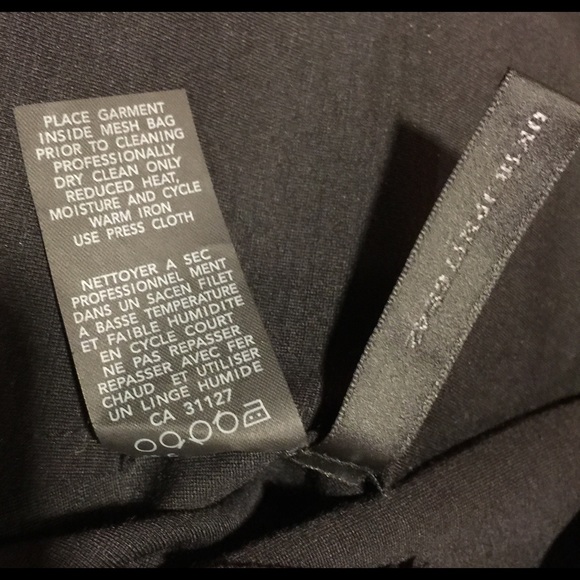 PLACE GARMENT
INSIDE MESH BAG
PRIOR TO CLEANING
PROFESSIONALLY
DRY CLEAN ONLY
REDUCED HEAT,
MOISTURE AND CYCLE
WARM IRON
USE PRESS CLOTH
NETTOYER A SEC
PROFESSIONNEL MENT
DANS UN SACEN FILET
A BASSE TEMPERATURE
ET FAIBLE HUMIDITE
EN CYCLE COURT
NE PAS REPASSER
REPASSER AVEC FER
CHAUD ET UTILISER
UN LINGE HUMIDE
CA 31127